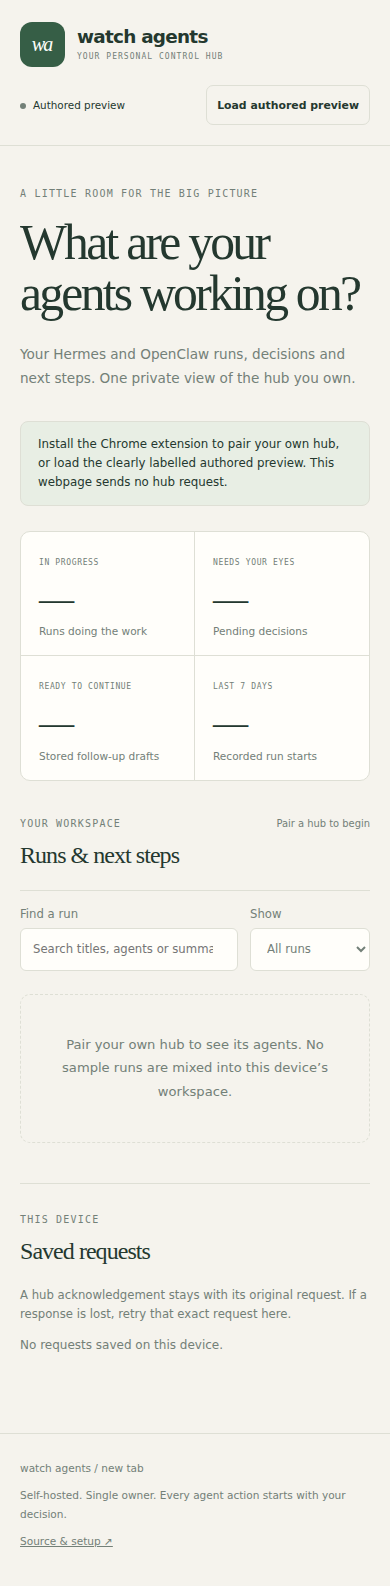 wa
watch agents
YOUR PERSONAL CONTROL HUB
Authored preview
Load authored preview
A LITTLE ROOM FOR THE BIG PICTURE
What are your
agents working on?
Your Hermes and OpenClaw runs, decisions and
next steps. One private view of the hub you own.
Install the Chrome extension to pair your own hub,
or load the clearly labelled authored preview. This
webpage sends no hub request.
IN PROGRESS
—
Runs doing the work
NEEDS YOUR EYES
—
Pending decisions
READY TO CONTINUE
—
Stored follow-up drafts
LAST 7 DAYS
—
Recorded run starts
YOUR WORKSPACE
Pair a hub to begin
Runs & next steps
Find a run
Show
Search titles, agents or summa
All runs
Pair your own hub to see its agents. No
sample runs are mixed into this device’s
workspace.
THIS DEVICE
Saved requests
A hub acknowledgement stays with its original request. If a
response is lost, retry that exact request here.
No requests saved on this device.
watch agents / new tab
Self-hosted. Single owner. Every agent action starts with your
decision.
Source & setup ↗